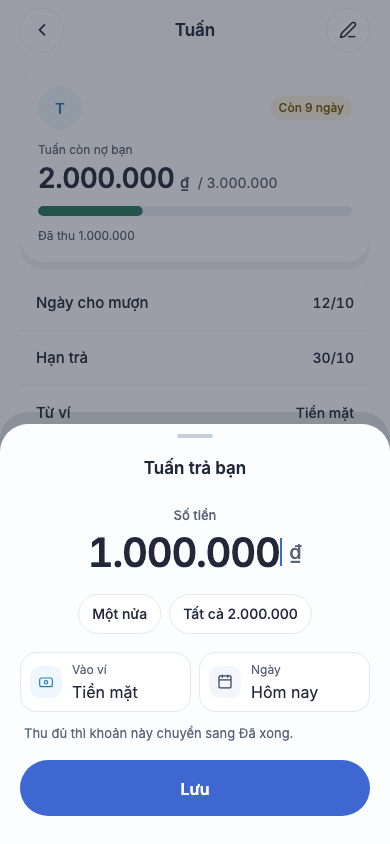 Tuấn
T
Còn 9 ngày
Tuấn còn nợ bạn
2.000.000 ₫ / 3.000.000
Đã thu 1.000.000
Ngày cho mượn 12/10
Hạn trả 30/10
Từ ví Tiền mặt
Tuấn trả bạn
Số tiền
1.000.000 ₫
Một nửa Tất cả 2.000.000
Vào ví
Tiền mặt
Ngày
Hôm nay
Thu đủ thì khoản này chuyển sang Đã xong.
Lưu